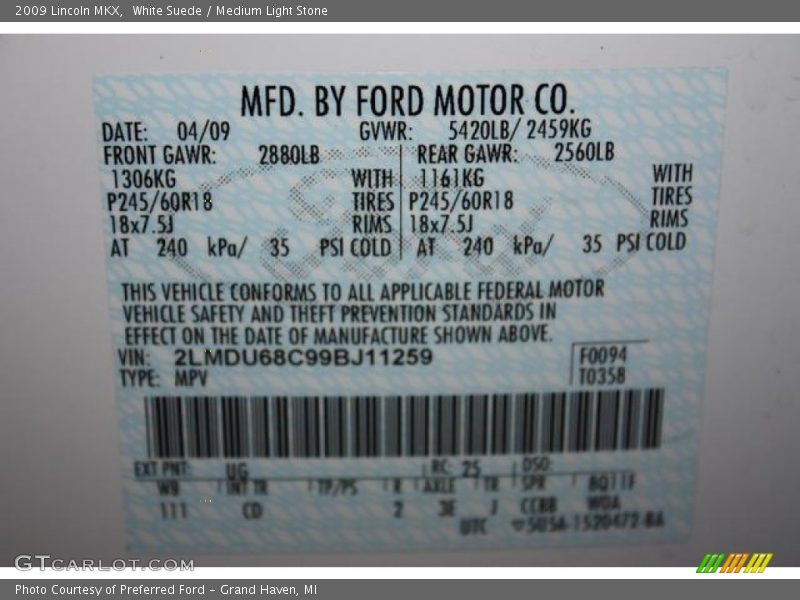 2009 Lincoln MKX, White Suede / Medium Light Stone
MFD. BY FORD MOTOR CO.
DATE: 04/09 GVWR: 5420LB/ 2459KG
FRONT GAWR: 2880LB REAR GAWR: 2560LB
1306KG WITH 1161KG WITH
P245/60R18 TIRES P245/60R18 TIRES
18x7.5J RIMS 18x7.5J RIMS
AT 240 kPa/ 35 PSI COLD AT 240 kPa/ 35 PSI COLD
THIS VEHICLE CONFORMS TO ALL APPLICABLE FEDERAL MOTOR
VEHICLE SAFETY AND THEFT PREVENTION STANDARDS IN
EFFECT ON THE DATE OF MANUFACTURE SHOWN ABOVE.
VIN: 2LMDU68C99BJ11259 F0094
TYPE: MPV T0358
EXT PNT: UG RC: 25 DSO:
WB INT TR TP/PS R AXLE TR SPR
111 CD 2 3E J
UTC
GTCARLOT.COM
Photo Courtesy of Preferred Ford - Grand Haven, MI